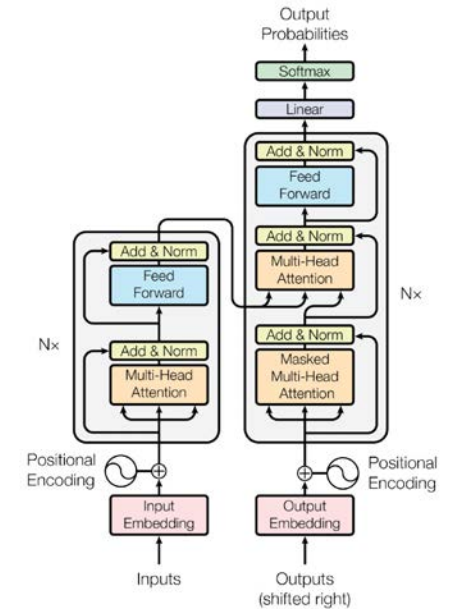 Output
Probabilities
Softmax
Linear
Add & Norm
Feed
Forward
Add & Norm
Multi-Head
Attention
Add & Norm
Masked
Multi-Head
Attention
N×
Add & Norm
Feed
Forward
Add & Norm
Multi-Head
Attention
N×
Positional
Encoding
Positional
Encoding
Input
Embedding
Output
Embedding
Inputs
Outputs
(shifted right)